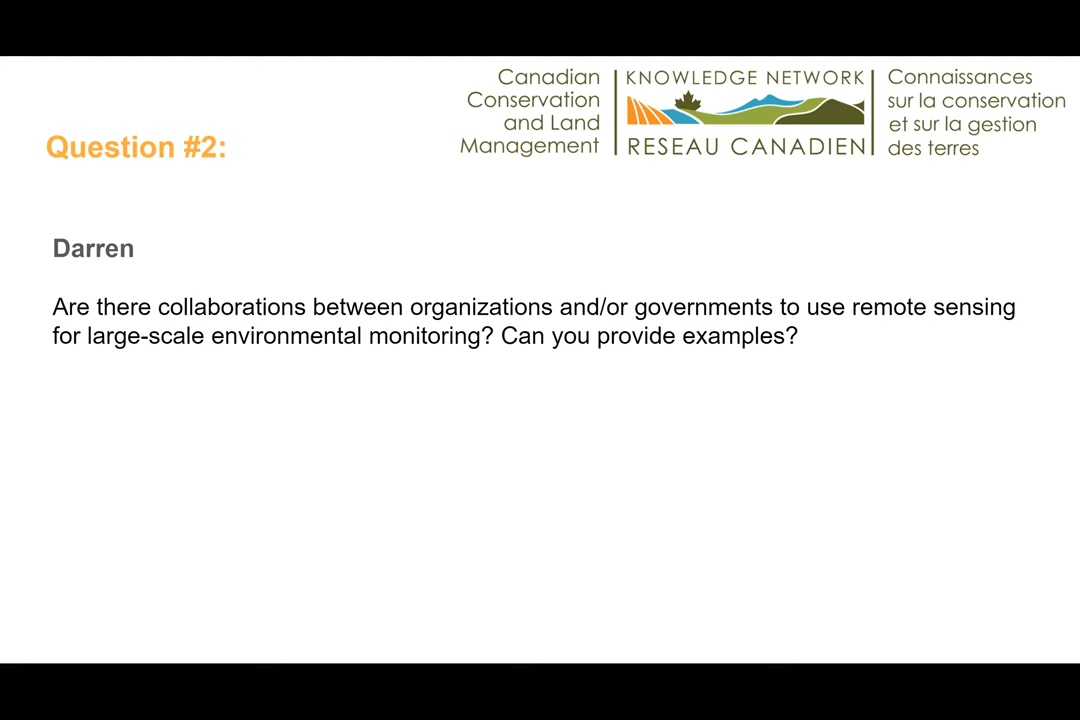 Canadian
Conservation
and Land
Management
KNOWLEDGE NETWORK
RESEAU CANADIEN
Connaissances
sur la conservation
et sur la gestion
des terres
Question #2:
Darren
Are there collaborations between organizations and/or governments to use remote sensing
for large-scale environmental monitoring? Can you provide examples?